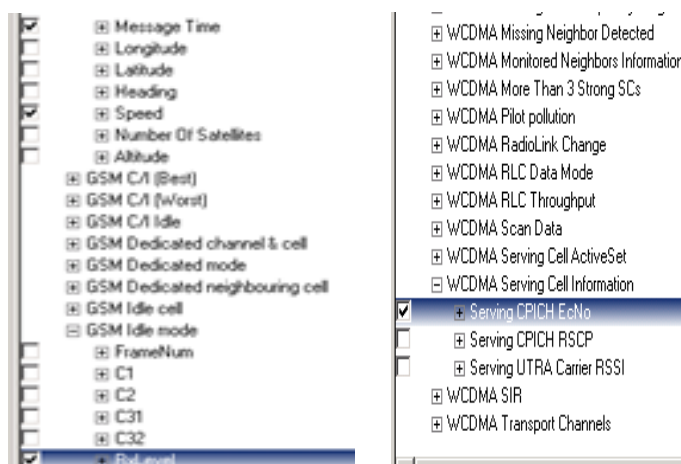 Message Time
Longitude
Latitude
Heading
Speed
Number Of Satellites
Altitude
GSM C/I (Best)
GSM C/I (Worst)
GSM C/I Idle
GSM Dedicated channel & cell
GSM Dedicated mode
GSM Dedicated neighbouring cell
GSM Idle cell
GSM Idle mode
FrameNum
C1
C2
C31
C32
RxLevel
WCDMA Missing Neighbor Detected
WCDMA Monitored Neighbors Information
WCDMA More Than 3 Strong SCs
WCDMA Pilot pollution
WCDMA RadioLink Change
WCDMA RLC Data Mode
WCDMA RLC Throughput
WCDMA Scan Data
WCDMA Serving Cell ActiveSet
WCDMA Serving Cell Information
Serving CPICH EcNo
Serving CPICH RSCP
Serving UTRA Carrier RSSI
WCDMA SIR
WCDMA Transport Channels